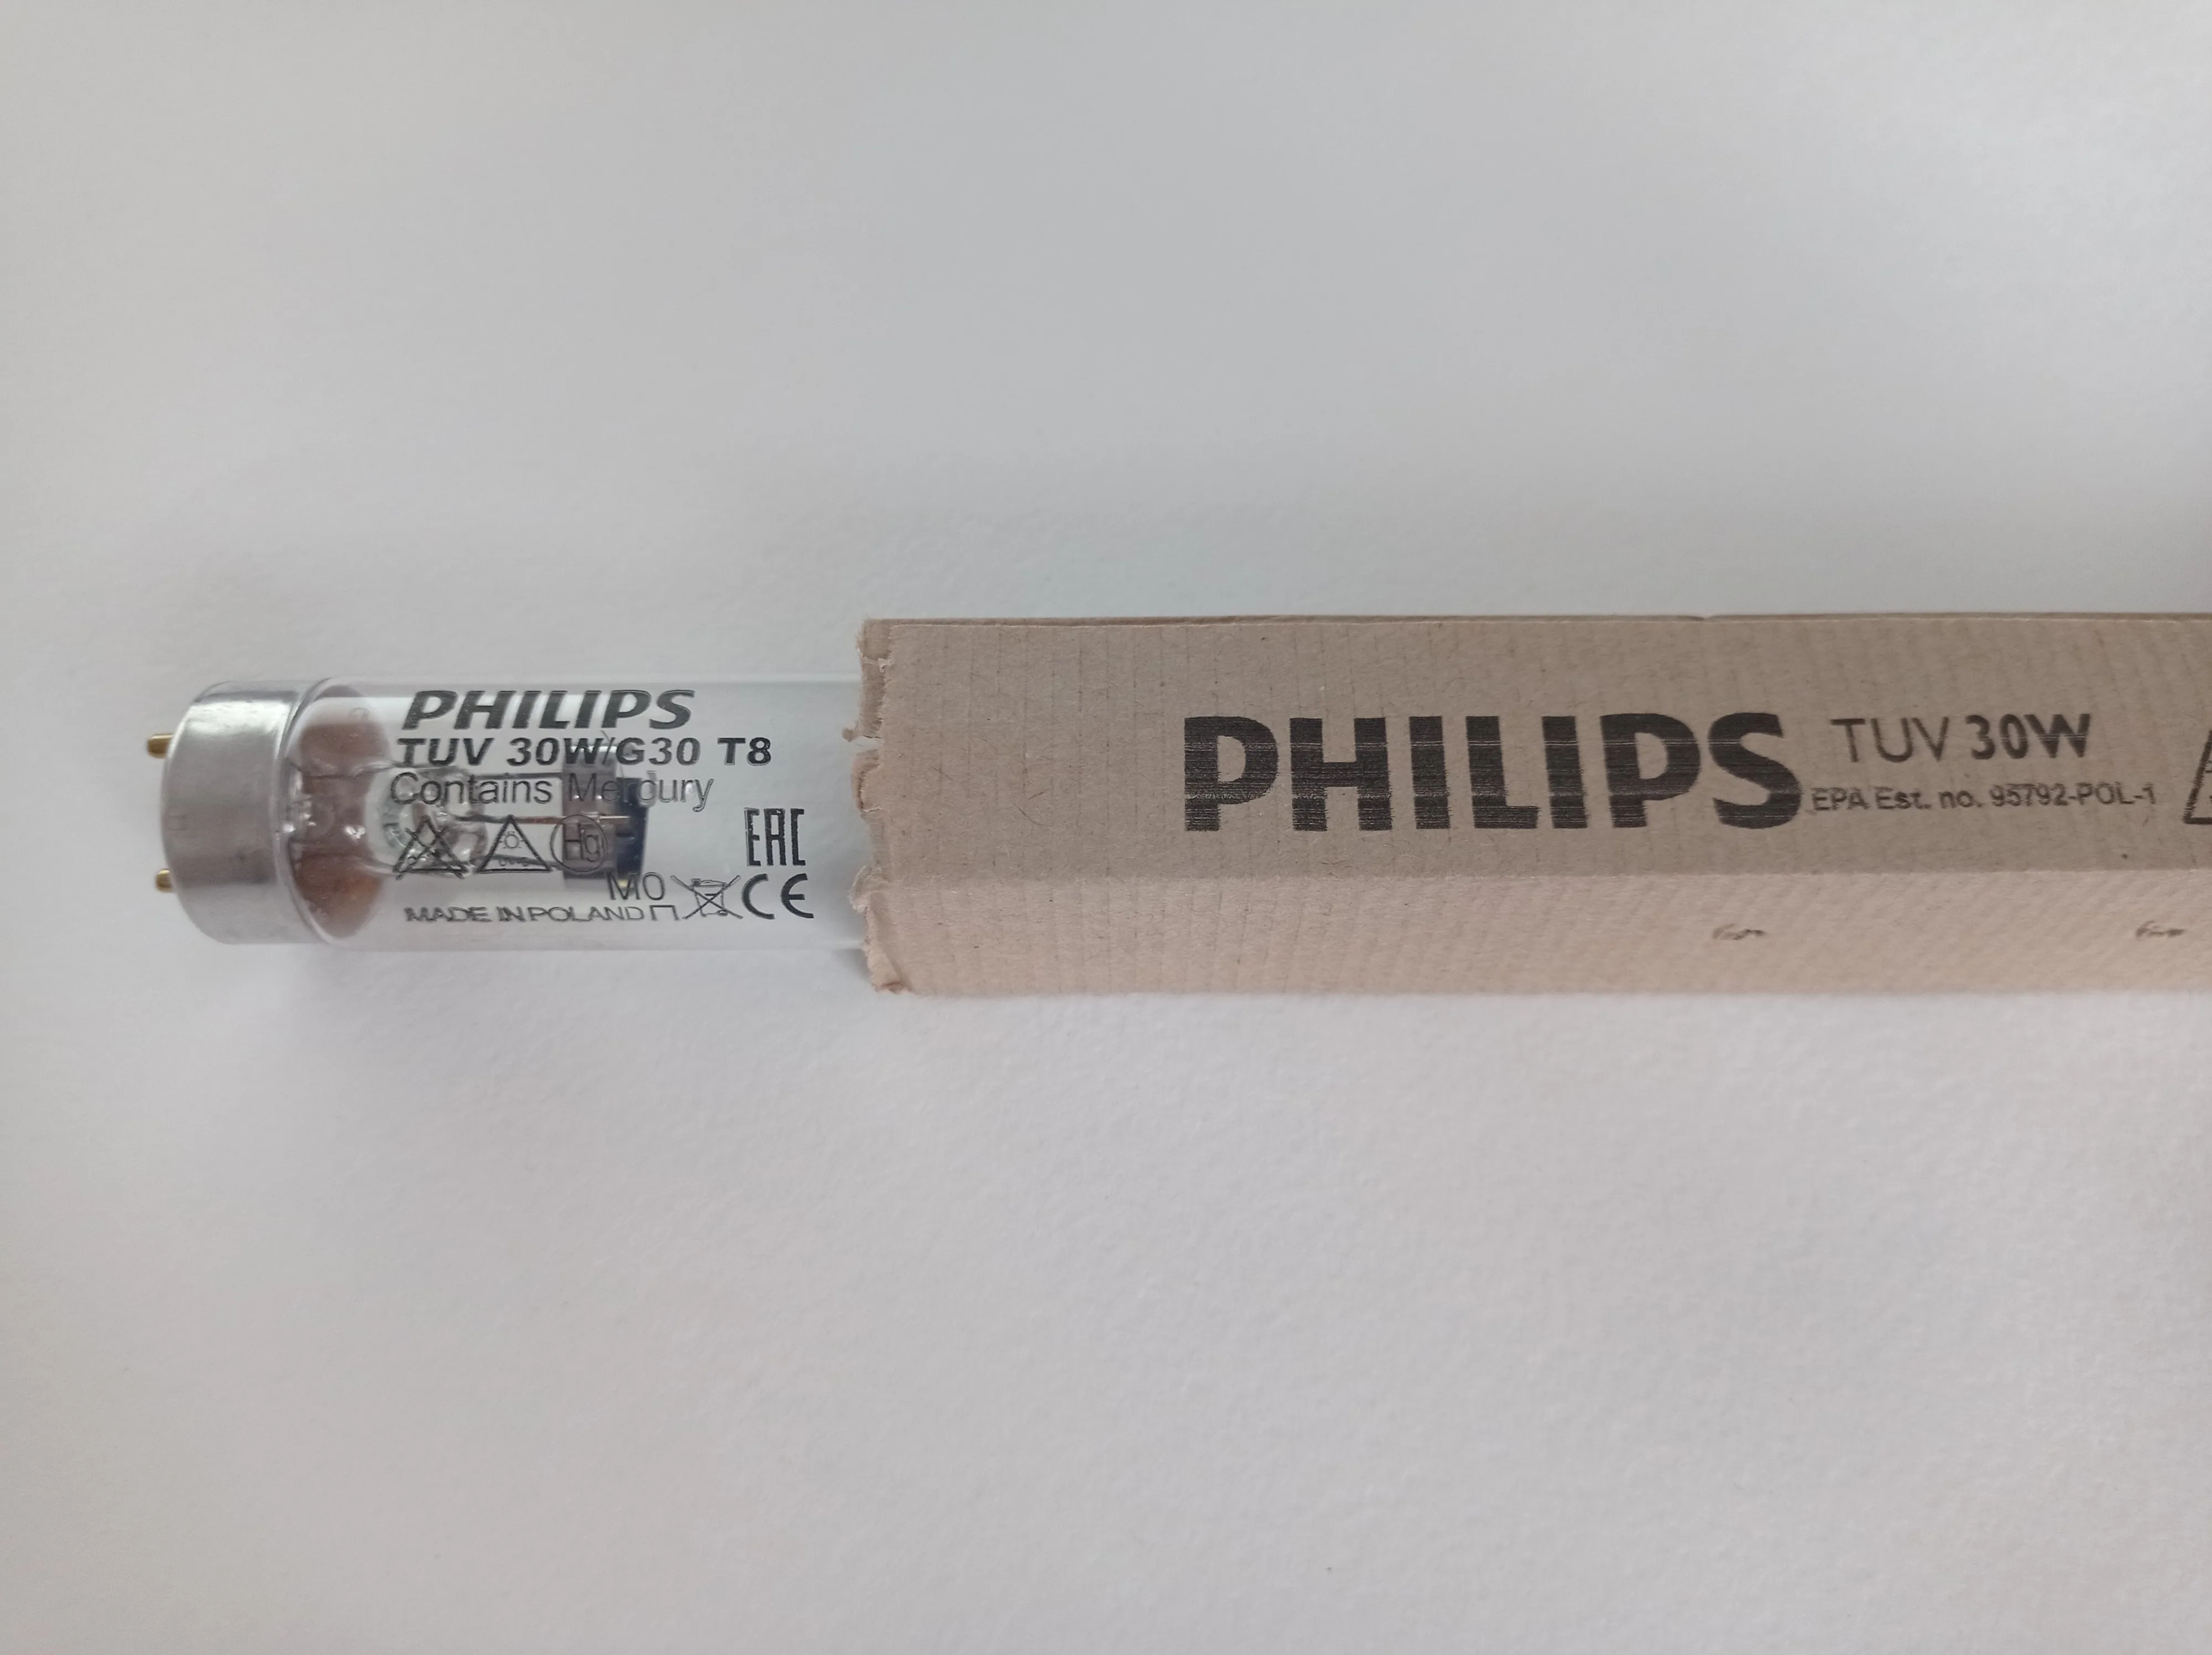 PHILIPS
TUV 30W/G30 T8
Contains Mercury
Hg
EAC
MO
CE
MADE IN POLAND
PHILIPS
TUV 30W
EPA Est. no. 95792-POL-1